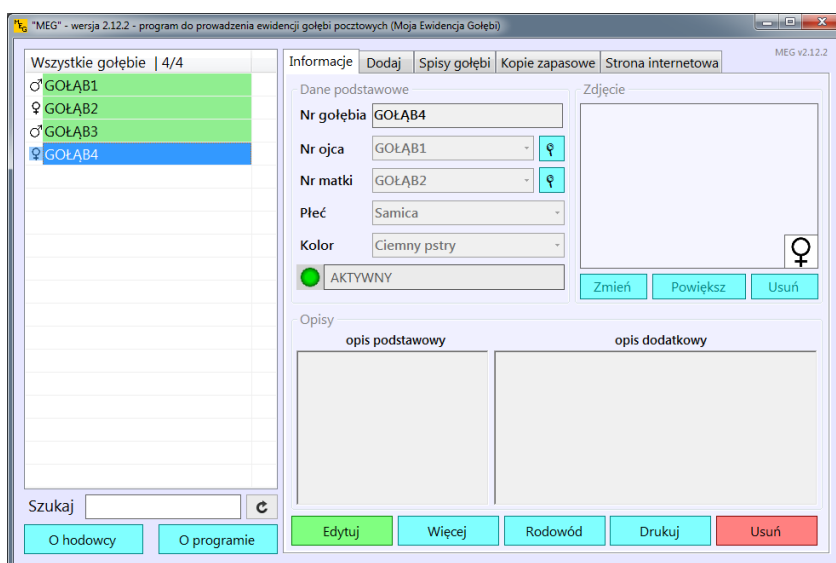 "MEG" - wersja 2.12.2 - program do prowadzenia ewidencji gołębi pocztowych (Moja Ewidencja Gołębi)
Wszystkie gołębie | 4/4
GOŁĄB1
GOŁĄB2
GOŁĄB3
GOŁĄB4
Szukaj
O hodowcy O programie
Informacje Dodaj Spisy gołębi Kopie zapasowe Strona internetowa
MEG v2.12.2
Dane podstawowe
Nr gołębia GOŁĄB4
Nr ojca GOŁĄB1
Nr matki GOŁĄB2
Płeć Samica
Kolor Ciemny pstry
AKTYWNY
Zdjęcie
Zmień Powiększ Usuń
Opisy
opis podstawowy opis dodatkowy
Edytuj Więcej Rodowód Drukuj Usuń